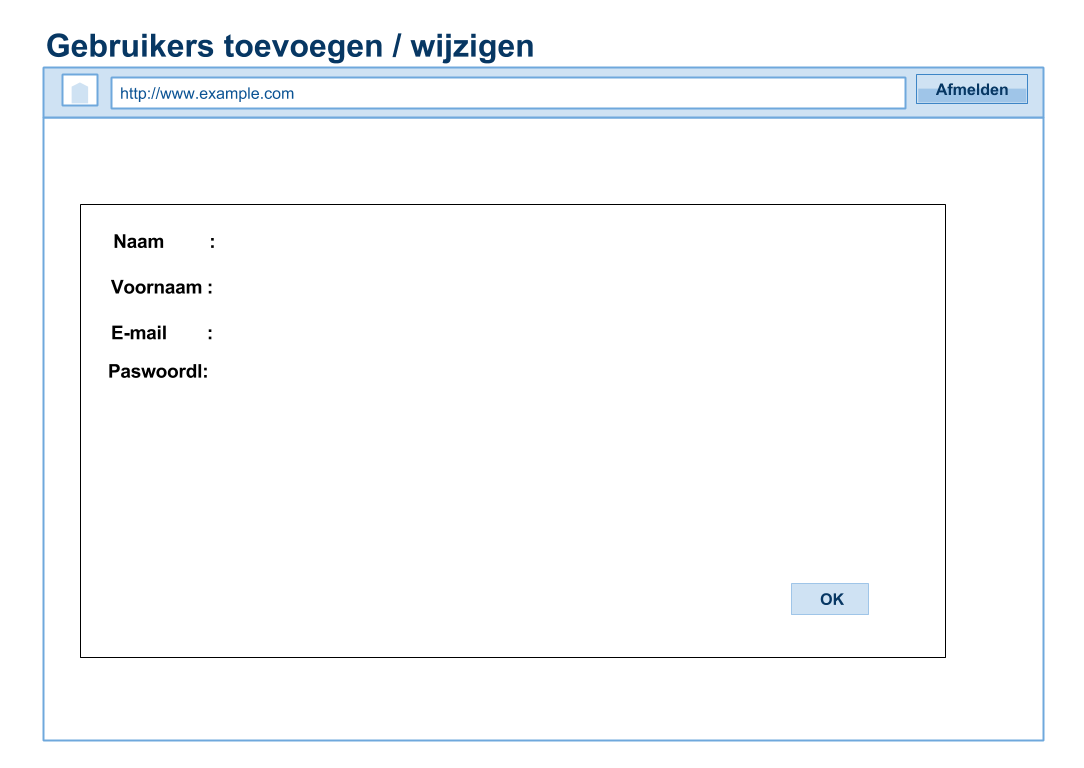 Gebruikers toevoegen / wijzigen
http://www.example.com
Afmelden
Naam :
Voornaam :
E-mail :
Paswoordl:
OK